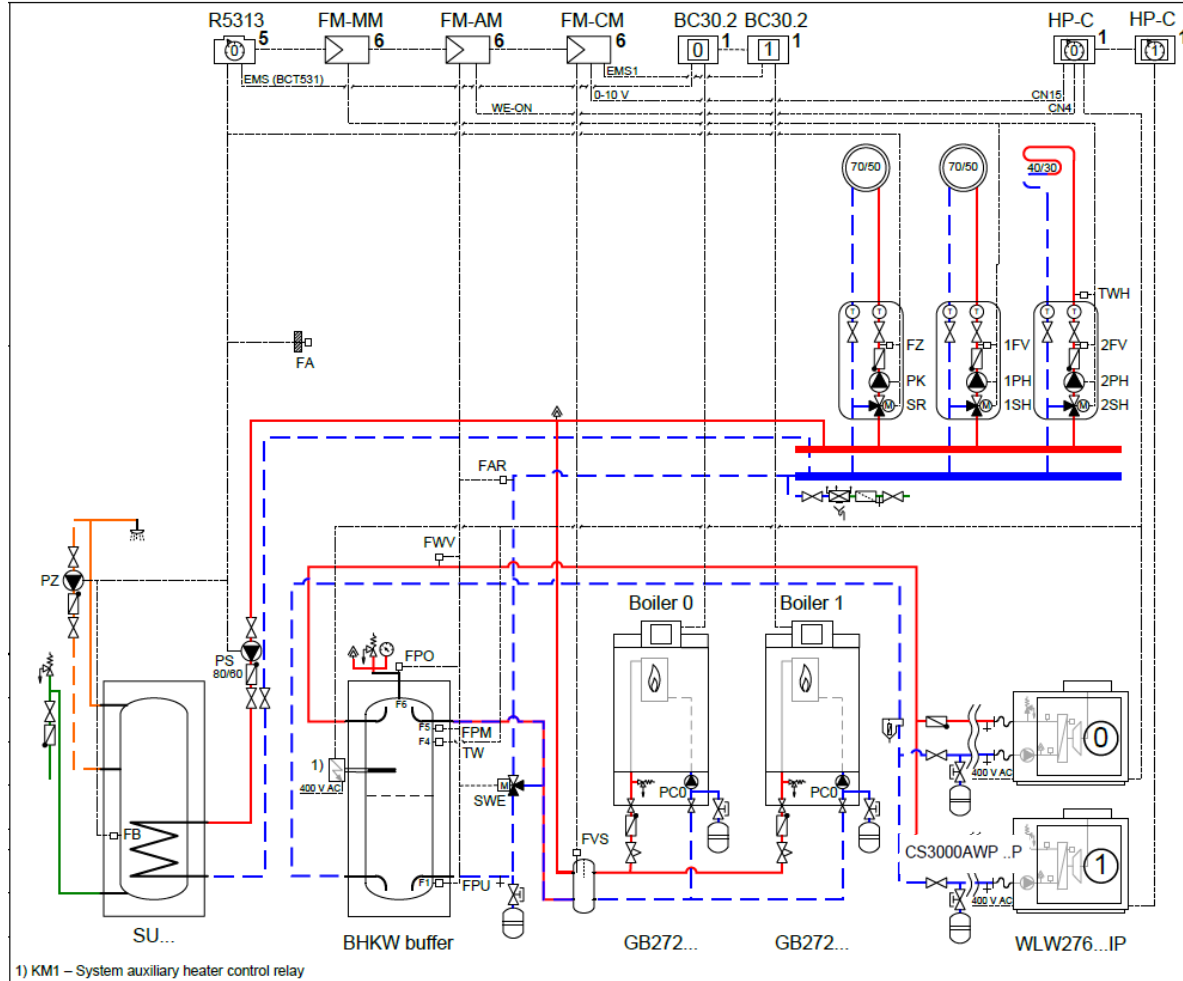 R5313 FM-MM FM-AM FM-CM BC30.2 BC30.2 HP-C HP-C
0 5 6 6 6 0 1 1 1 0 1 1 1
EMS (BCT531) EMS1
0-10 V CN15
WE-ON CN4
70/50 70/50 40/30
TWH
T T T T T T
FA FZ 1FV 2FV
PK 1PH 2PH
M SR M 1SH M 2SH
FAR
FWV
PZ
Boiler 0 Boiler 1
PS
80/60
FPO
F6
F5 FPM
F4 TW
1)
400 V AC
M
SWE
PC0 PC0
0
400 V AC
FB
FVS
CS3000AWP ..P
1
F1 FPU
400 V AC
SU...
BHKW buffer
GB272...
GB272...
WLW276...IP
1) KM1 – System auxiliary heater control relay